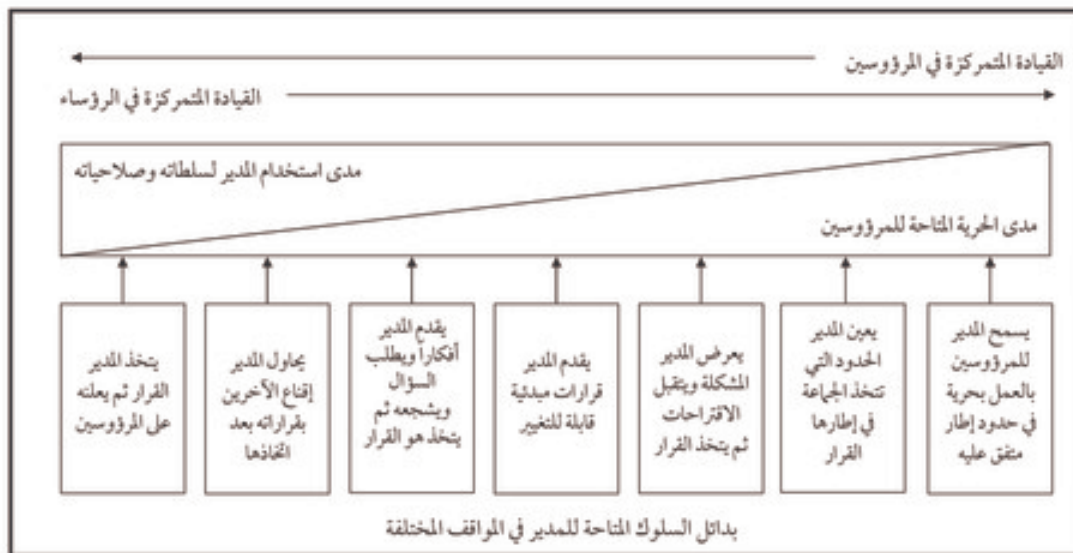 القيادة المتمركزة في المرؤوسين
القيادة المتمركزة في الرؤساء
مدى استخدام المدير لسلطاته وصلاحياته
مدى الحرية المتاحة للمرؤوسين
يسمح المدير
للمرؤوسين
بالعمل بحرية
في حدود إطار
متفق عليه
يعين المدير
الحدود التي
تتخذ الجماعة
في إطارها
القرار
يعرض المدير
المشكلة ويتقبل
الاقتراحات
ثم يتخذ القرار
يقدم المدير
قرارات مبدئية
قابلة للتغيير
يقدم المدير
أفكاراً ويطلب
السؤال
ويشجعه ثم
يتخذ هو القرار
يحاول المدير
إقناع الآخرين
بقراراته بعد
اتخاذها
يتخذ المدير
القرار ثم يعلنه
على المرؤوسين
بدائل السلوك المتاحة للمدير في المواقف المختلفة